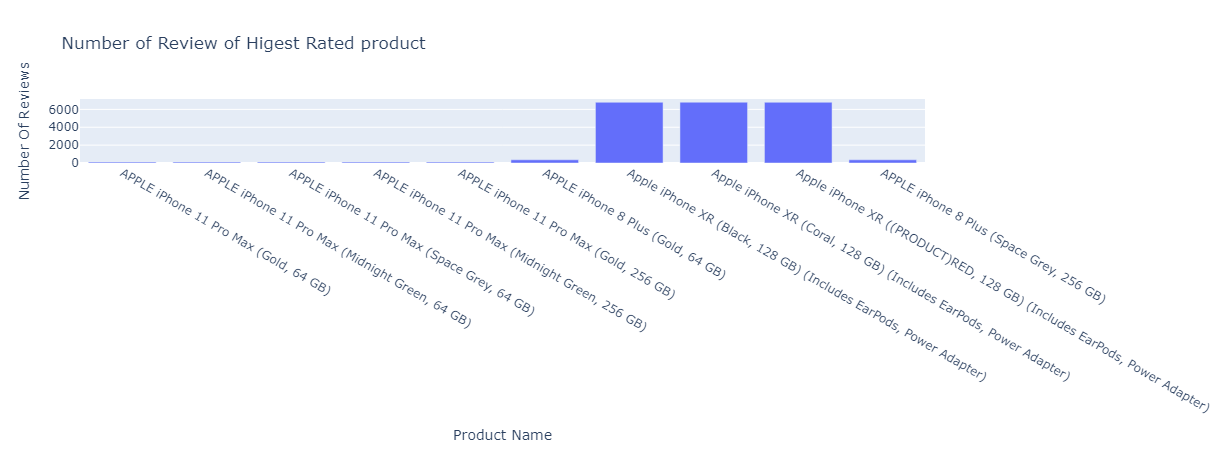 Number of Review of Higest Rated product
Number Of Reviews
6000
4000
2000
0
APPLE iPhone 11 Pro Max (Gold, 64 GB)
APPLE iPhone 11 Pro Max (Midnight Green, 64 GB)
APPLE iPhone 11 Pro Max (Space Grey, 64 GB)
APPLE iPhone 11 Pro Max (Midnight Green, 256 GB)
APPLE iPhone 11 Pro Max (Gold, 256 GB)
APPLE iPhone 8 Plus (Gold, 64 GB)
Apple iPhone XR (Black, 128 GB) (Includes EarPods, Power Adapter)
Apple iPhone XR (Coral, 128 GB) (Includes EarPods, Power Adapter)
Apple iPhone XR ((PRODUCT)RED, 128 GB) (Includes EarPods, Power Adapter)
APPLE iPhone 8 Plus (Space Grey, 256 GB)
Product Name